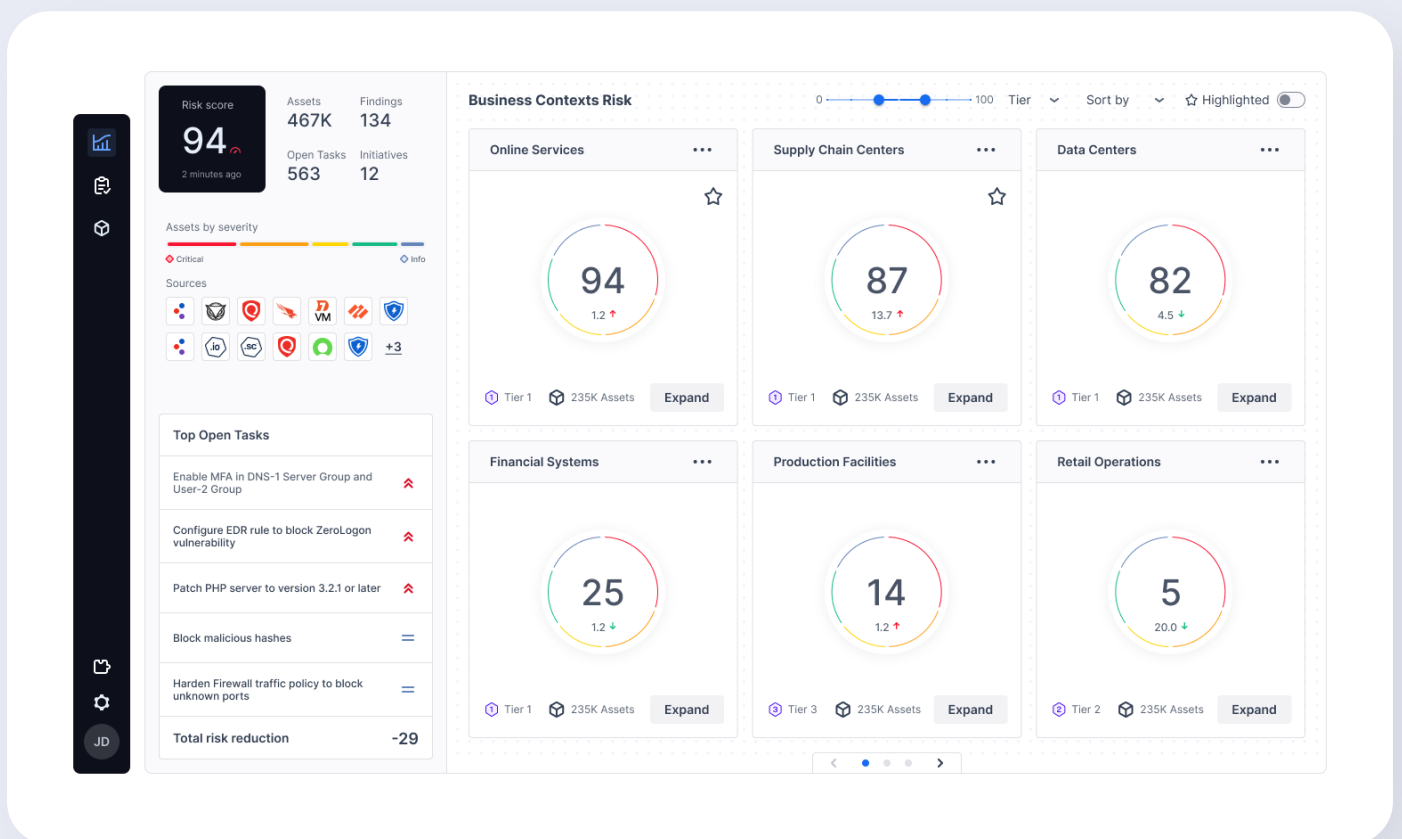 Risk score
94
2 minutes ago
Assets
467K
Findings
134
Open Tasks
563
Initiatives
12
Assets by severity
Critical
Info
Sources
VM
.io
.sc
+3
Top Open Tasks
Enable MFA in DNS-1 Server Group and
User-2 Group
Configure EDR rule to block ZeroLogon
vulnerability
Patch PHP server to version 3.2.1 or later
Block malicious hashes
Harden Firewall traffic policy to block
unknown ports
Total risk reduction -29
JD
Business Contexts Risk
0 100 Tier Sort by Highlighted
Online Services
94
1.2
1 Tier 1 235K Assets Expand
Supply Chain Centers
87
13.7
1 Tier 1 235K Assets Expand
Data Centers
82
4.5
1 Tier 1 235K Assets Expand
Financial Systems
25
1.2
1 Tier 1 235K Assets Expand
Production Facilities
14
1.2
3 Tier 3 235K Assets Expand
Retail Operations
5
20.0
2 Tier 2 235K Assets Expand